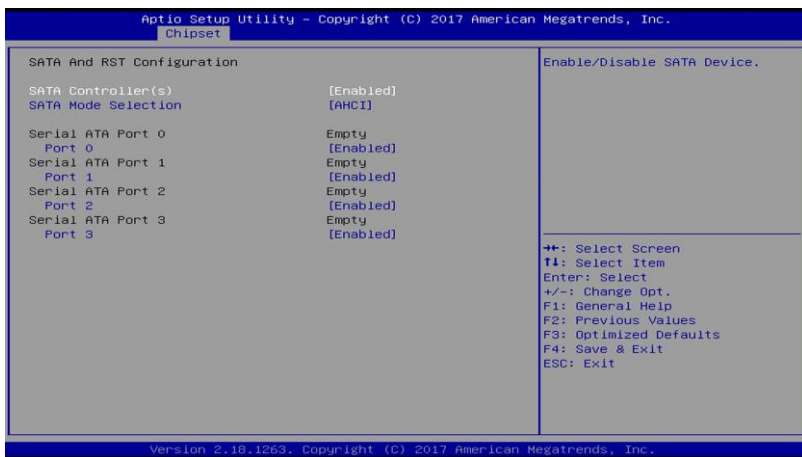 Aptio Setup Utility – Copyright (C) 2017 American Megatrends, Inc.
Chipset
SATA And RST Configuration
SATA Controller(s) [Enabled]
SATA Mode Selection [AHCI]
Serial ATA Port 0 Empty
Port 0 [Enabled]
Serial ATA Port 1 Empty
Port 1 [Enabled]
Serial ATA Port 2 Empty
Port 2 [Enabled]
Serial ATA Port 3 Empty
Port 3 [Enabled]
Enable/Disable SATA Device.
→←: Select Screen
↑↓: Select Item
Enter: Select
+/-: Change Opt.
F1: General Help
F2: Previous Values
F3: Optimized Defaults
F4: Save & Exit
ESC: Exit
Version 2.18.1263. Copyright (C) 2017 American Megatrends, Inc.